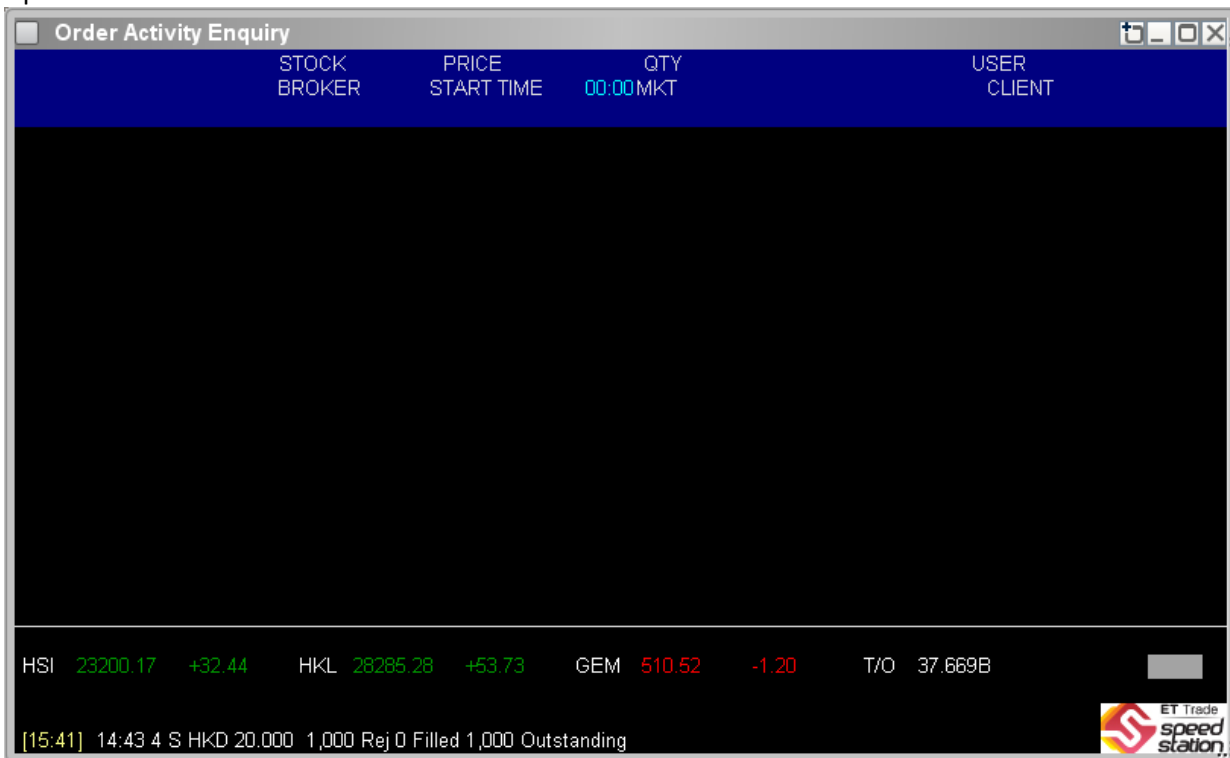 Order Activity Enquiry
STOCK PRICE QTY USER
BROKER START TIME 00:00 MKT CLIENT
HSI 23200.17 +32.44 HKL 28285.28 +53.73 GEM 510.52 -1.20 T/O 37.669B
ET Trade
speed
station
[15:41] 14:43 4 S HKD 20.000 1,000 Rej 0 Filled 1,000 Outstanding